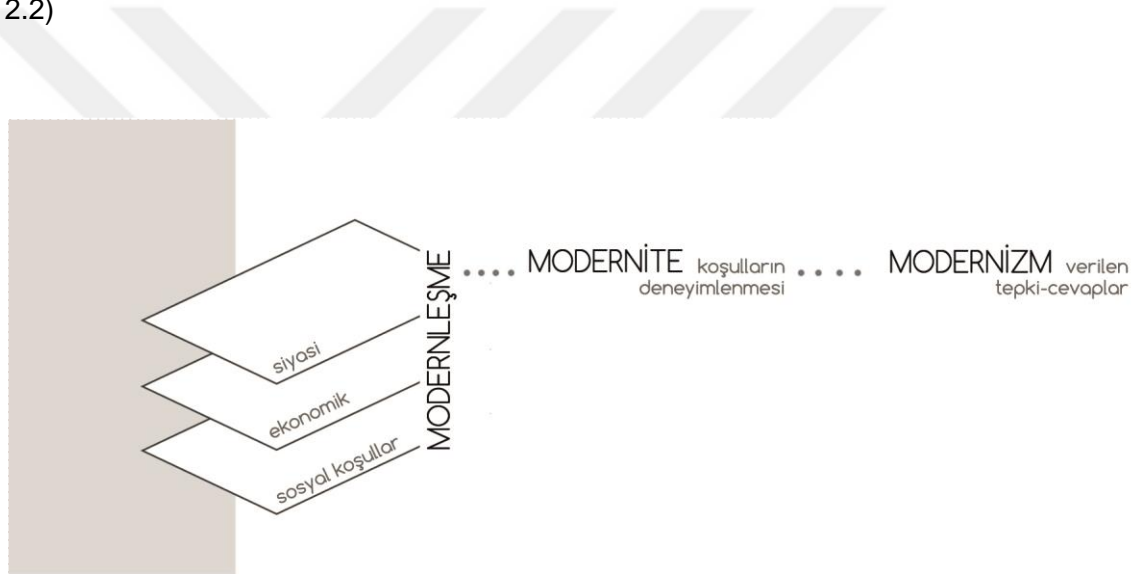 2.2)
siyasi
ekonomik
sosyal koşullar
MODERNLEŞME
MODERNİTE koşulların
deneyimlenmesi
MODERNİZM verilen
tepki-cevaplar